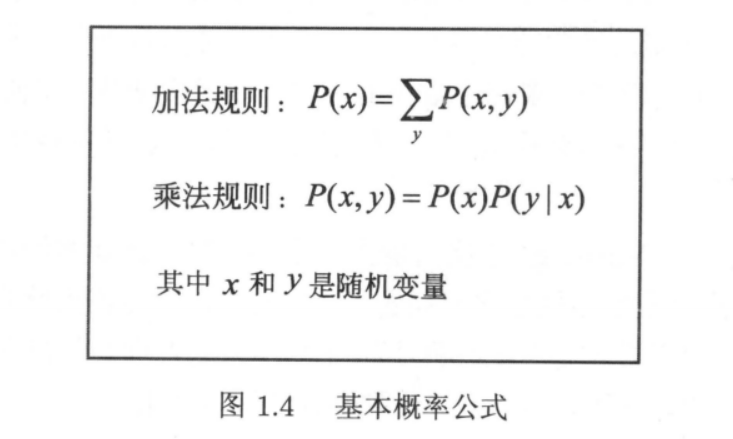 加法规则：P(x)=∑_y P(x,y)
乘法规则：P(x,y)=P(x)P(y|x)
其中 x 和 y 是随机变量
图 1.4 基本概率公式